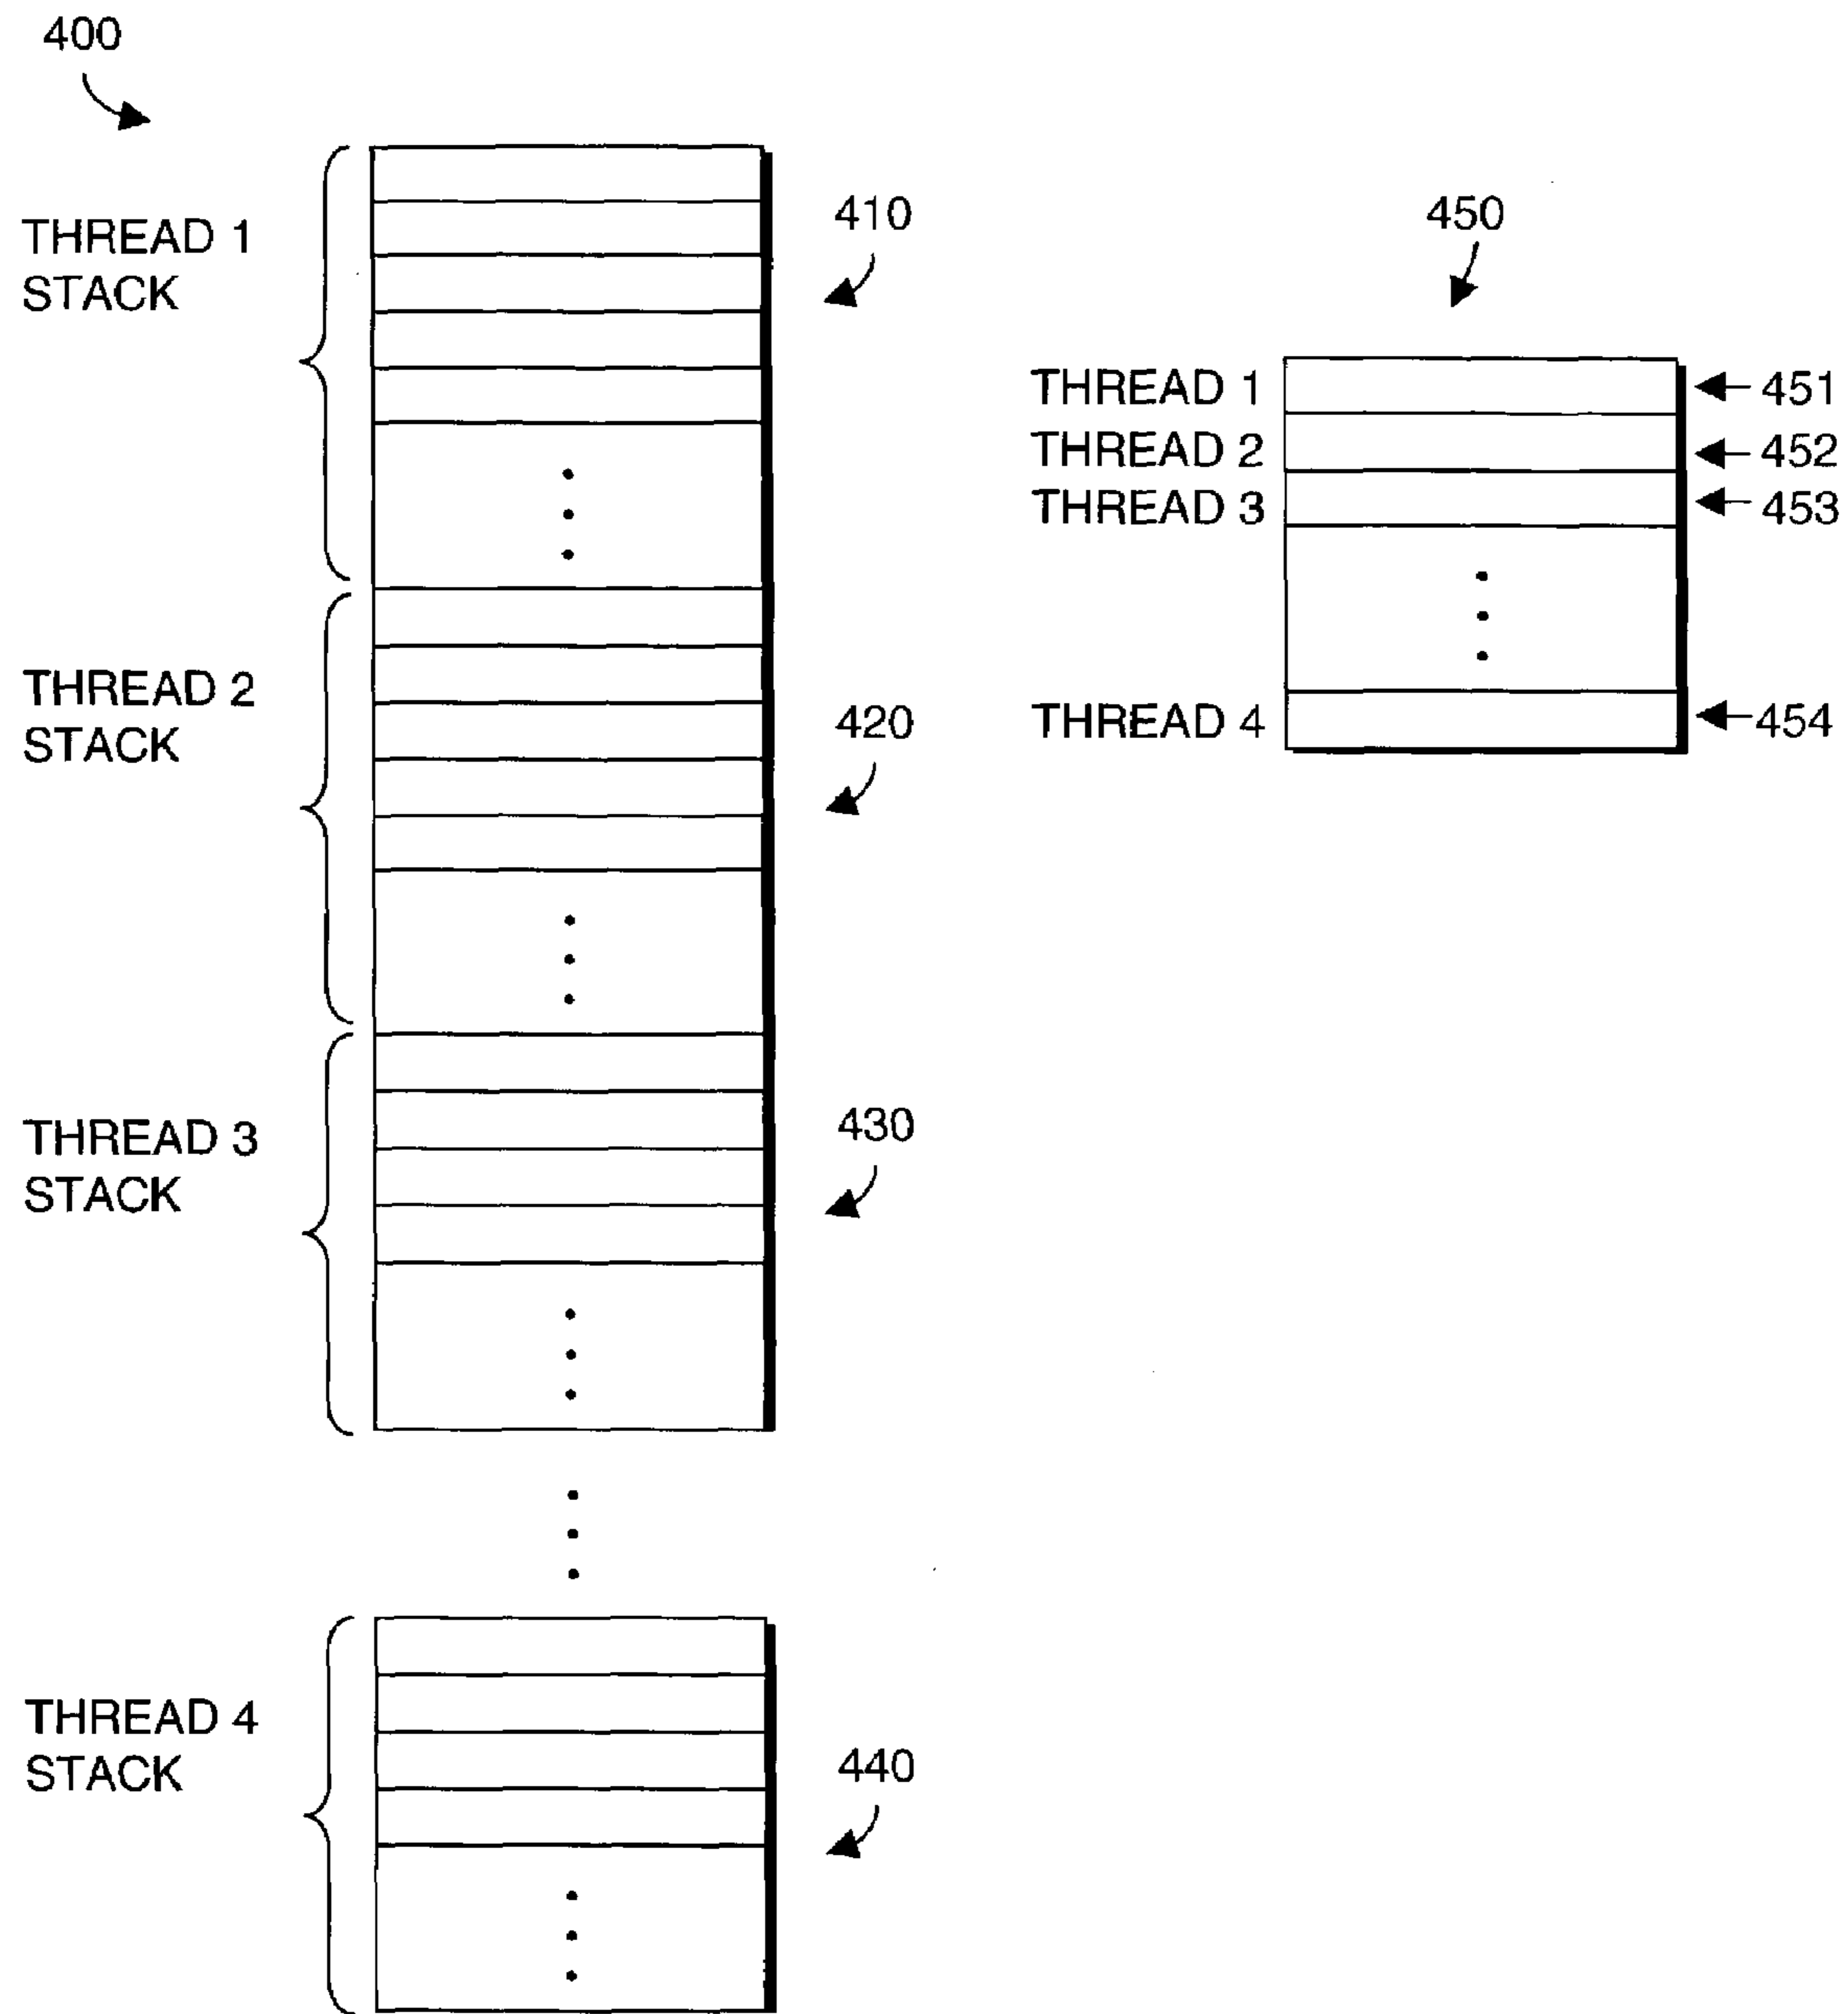 400
THREAD 1
STACK
410
THREAD 2
STACK
420
THREAD 3
STACK
430
THREAD 4
STACK
440
450
THREAD 1
451
THREAD 2
452
THREAD 3
453
THREAD 4
454